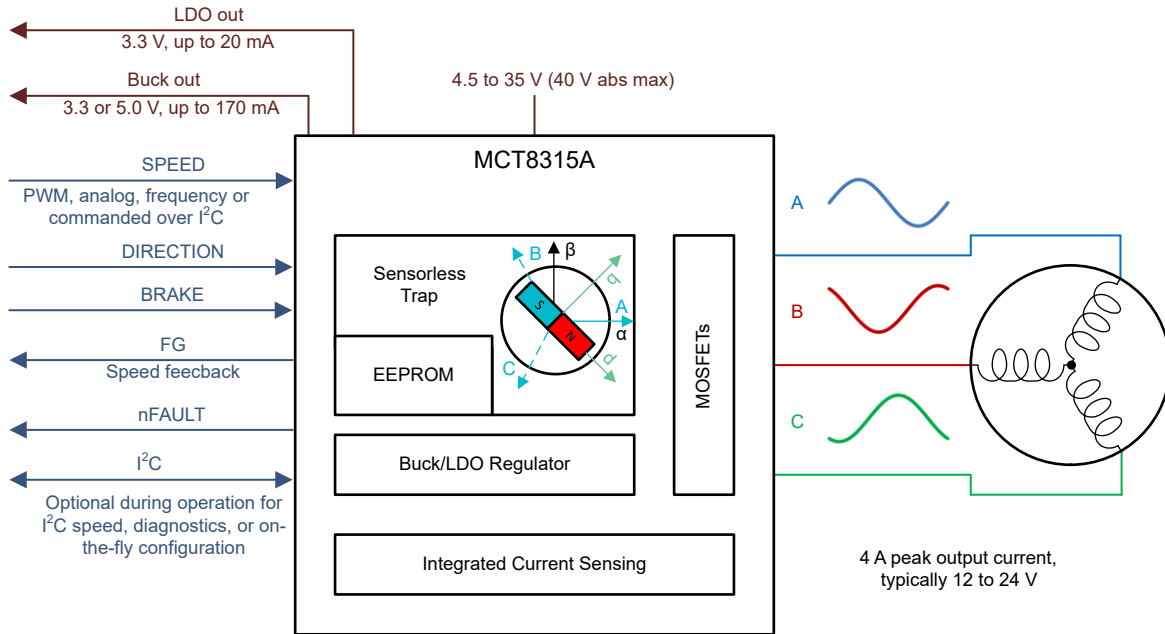 LDO out
3.3 V, up to 20 mA
Buck out
3.3 or 5.0 V, up to 170 mA
4.5 to 35 V (40 V abs max)
MCT8315A
SPEED
PWM, analog, frequency or
commanded over I²C
DIRECTION
BRAKE
FG
Speed feecback
nFAULT
I²C
Optional during operation for
I²C speed, diagnostics, or on-
the-fly configuration
Sensorless
Trap
EEPROM
B
β
q
S
A
α
N
C
d
MOSFETs
Buck/LDO Regulator
Integrated Current Sensing
A
B
C
4 A peak output current,
typically 12 to 24 V